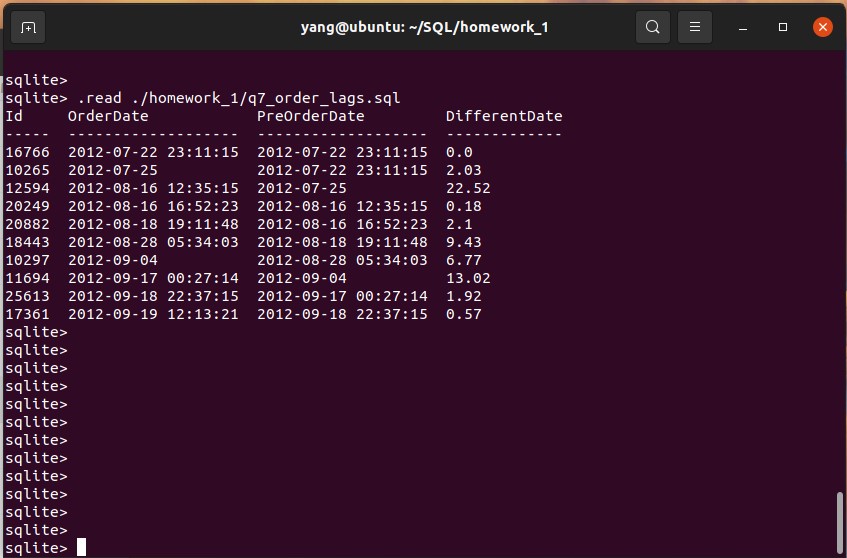 yang@ubuntu: ~/SQL/homework_1
sqlite>
sqlite> .read ./homework_1/q7_order_lags.sql
Id     OrderDate            PreOrderDate         DifferentDate
-----  -------------------  -------------------  -------------
16766  2012-07-22 23:11:15  2012-07-22 23:11:15  0.0
10265  2012-07-25           2012-07-22 23:11:15  2.03
12594  2012-08-16 12:35:15  2012-07-25           22.52
20249  2012-08-16 16:52:23  2012-08-16 12:35:15  0.18
20882  2012-08-18 19:11:48  2012-08-16 16:52:23  2.1
18443  2012-08-28 05:34:03  2012-08-18 19:11:48  9.43
10297  2012-09-04           2012-08-28 05:34:03  6.77
11694  2012-09-17 00:27:14  2012-09-04           13.02
25613  2012-09-18 22:37:15  2012-09-17 00:27:14  1.92
17361  2012-09-19 12:13:21  2012-09-18 22:37:15  0.57
sqlite>
sqlite>
sqlite>
sqlite>
sqlite>
sqlite>
sqlite>
sqlite>
sqlite>
sqlite>
sqlite>
sqlite>
sqlite>